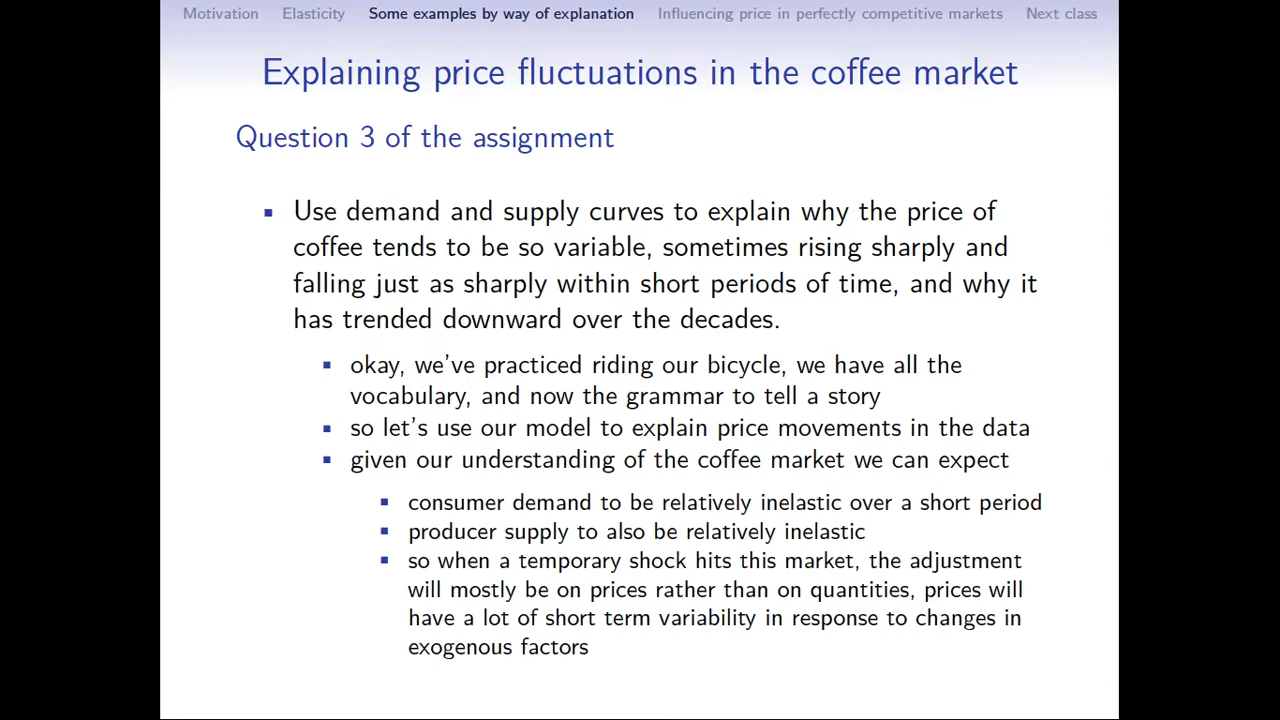 Motivation Elasticity Some examples by way of explanation Influencing price in perfectly competitive markets Next class
Explaining price fluctuations in the coffee market
Question 3 of the assignment
Use demand and supply curves to explain why the price of
coffee tends to be so variable, sometimes rising sharply and
falling just as sharply within short periods of time, and why it
has trended downward over the decades.
okay, we've practiced riding our bicycle, we have all the
vocabulary, and now the grammar to tell a story
so let's use our model to explain price movements in the data
given our understanding of the coffee market we can expect
consumer demand to be relatively inelastic over a short period
producer supply to also be relatively inelastic
so when a temporary shock hits this market, the adjustment
will mostly be on prices rather than on quantities, prices will
have a lot of short term variability in response to changes in
exogenous factors